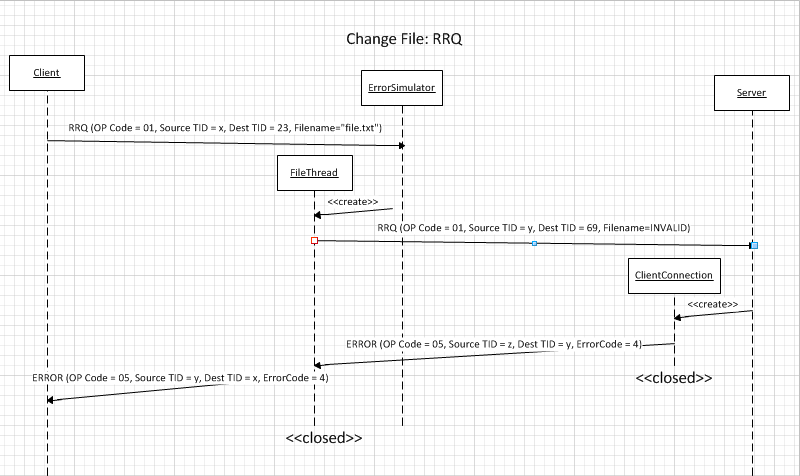 Change File: RRQ
Client
ErrorSimulator
Server
RRQ (OP Code = 01, Source TID = x, Dest TID = 23, Filename="file.txt")
FileThread
<<create>>
RRQ (OP Code = 01, Source TID = y, Dest TID = 69, Filename=INVALID)
ClientConnection
<<create>>
ERROR (OP Code = 05, Source TID = z, Dest TID = y, ErrorCode = 4)
ERROR (OP Code = 05, Source TID = y, Dest TID = x, ErrorCode = 4)
<<closed>>
<<closed>>